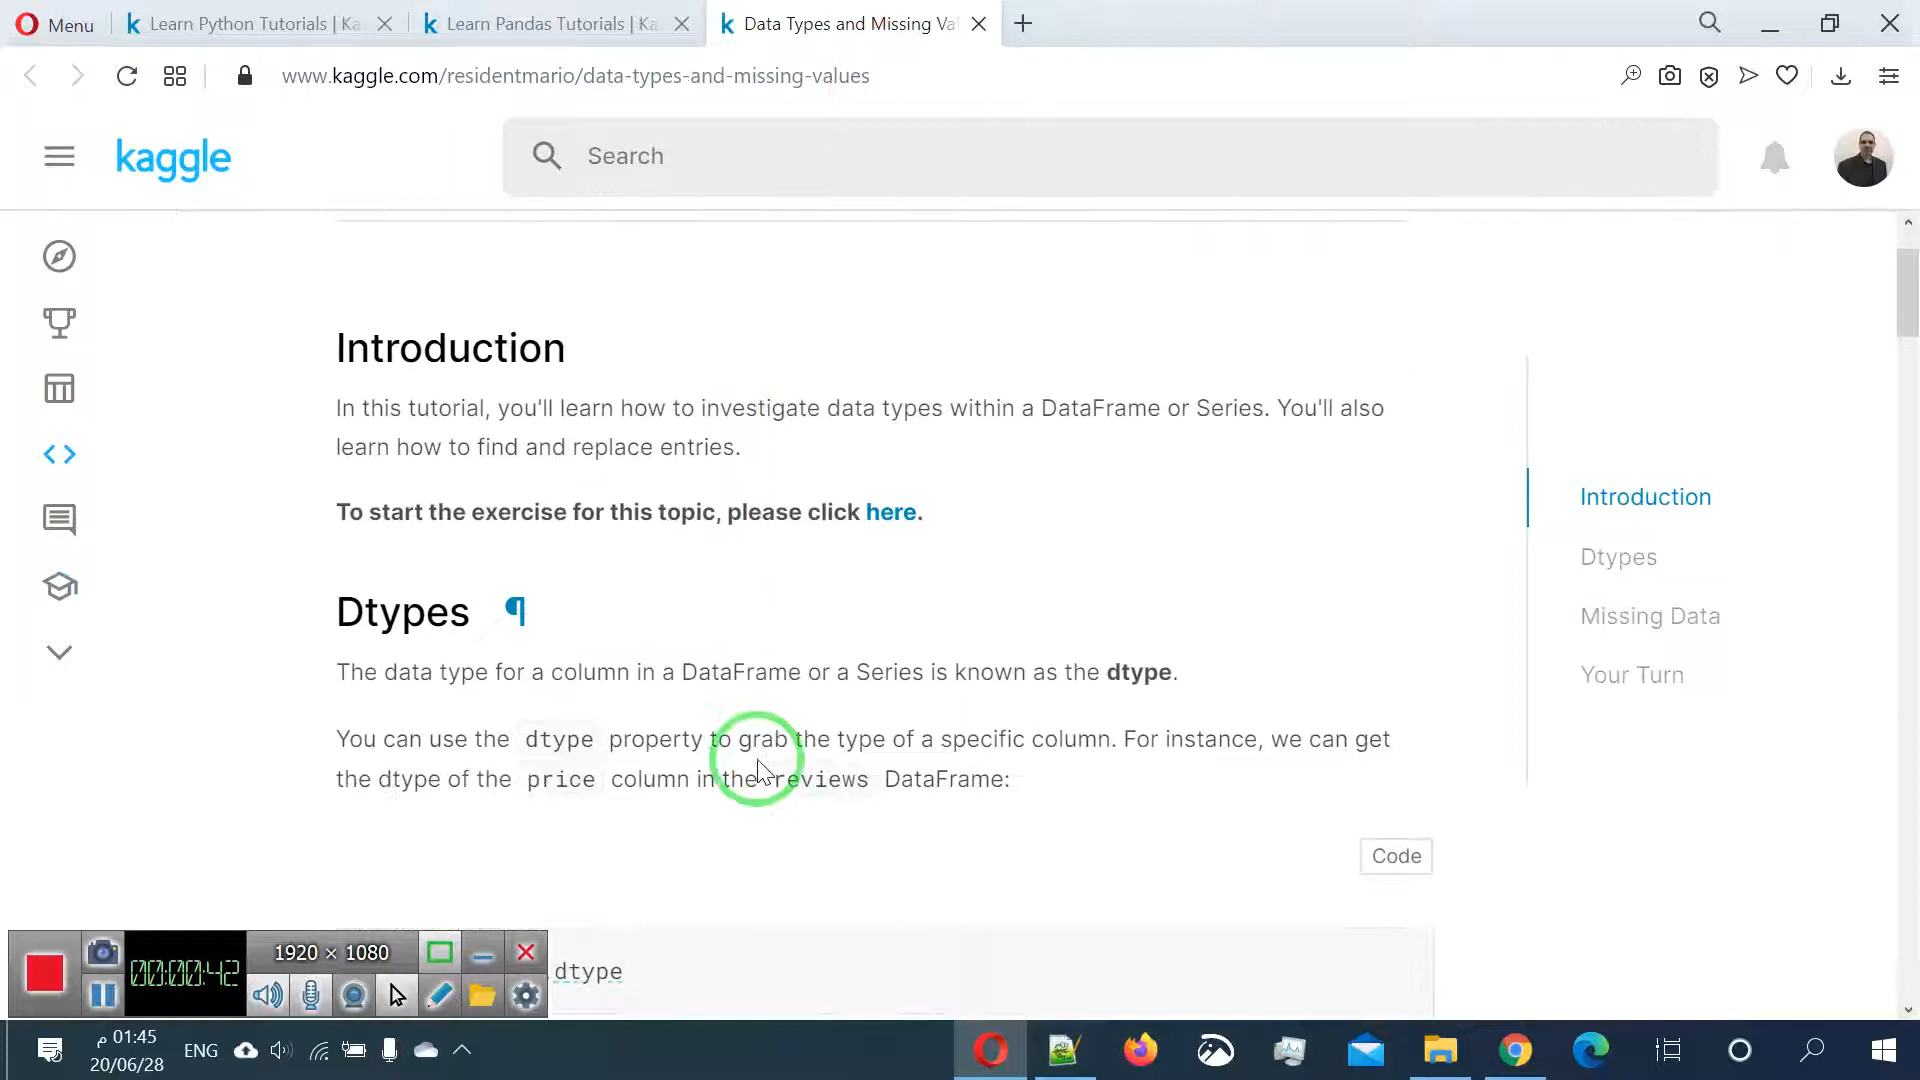 Menu
Learn Python Tutorials | Ka
Learn Pandas Tutorials | Ka
Data Types and Missing Va
www.kaggle.com/residentmario/data-types-and-missing-values
kaggle
Search
Introduction
In this tutorial, you'll learn how to investigate data types within a DataFrame or Series. You'll also
learn how to find and replace entries.
To start the exercise for this topic, please click here.
Dtypes ¶
The data type for a column in a DataFrame or a Series is known as the dtype.
You can use the dtype property to grab the type of a specific column. For instance, we can get
the dtype of the price column in the reviews DataFrame:
Code
.dtype
Introduction
Dtypes
Missing Data
Your Turn
00:00:42
1920 × 1080
01:45 م
20/06/28
ENG